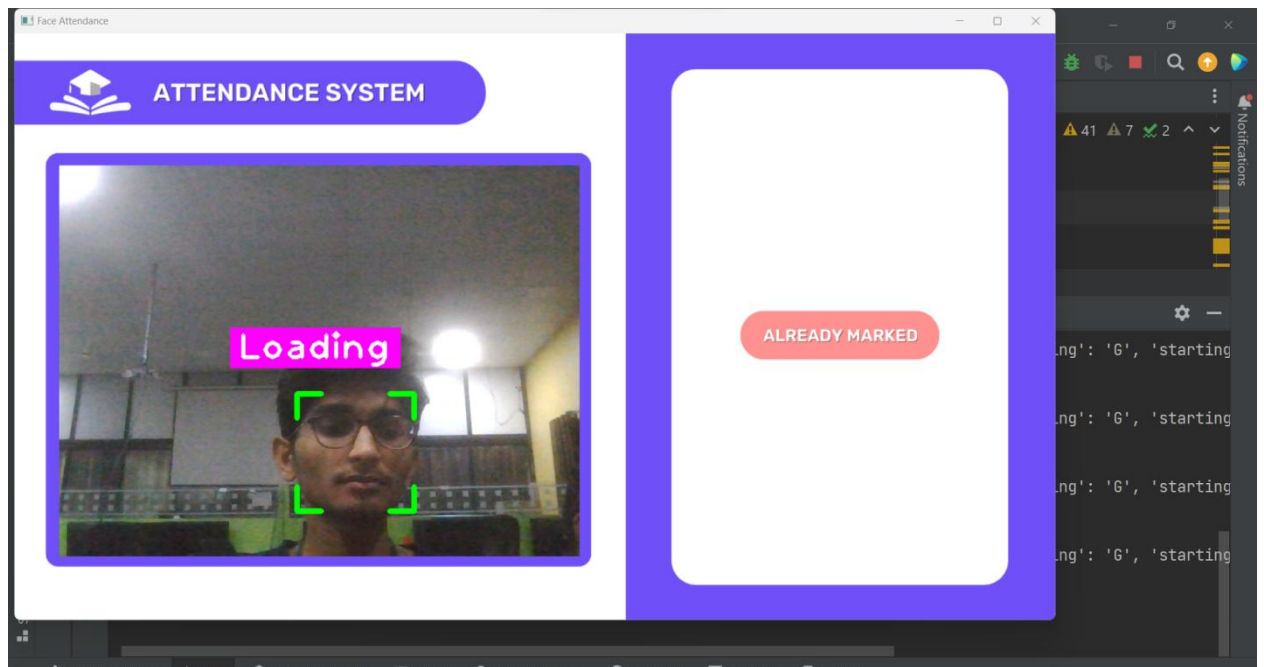 Face Attendance
ATTENDANCE SYSTEM
Loading
ALREADY MARKED
41 7 2
Notifications
ng': 'G', 'starting
ng': 'G', 'starting
ng': 'G', 'starting
ng': 'G', 'starting